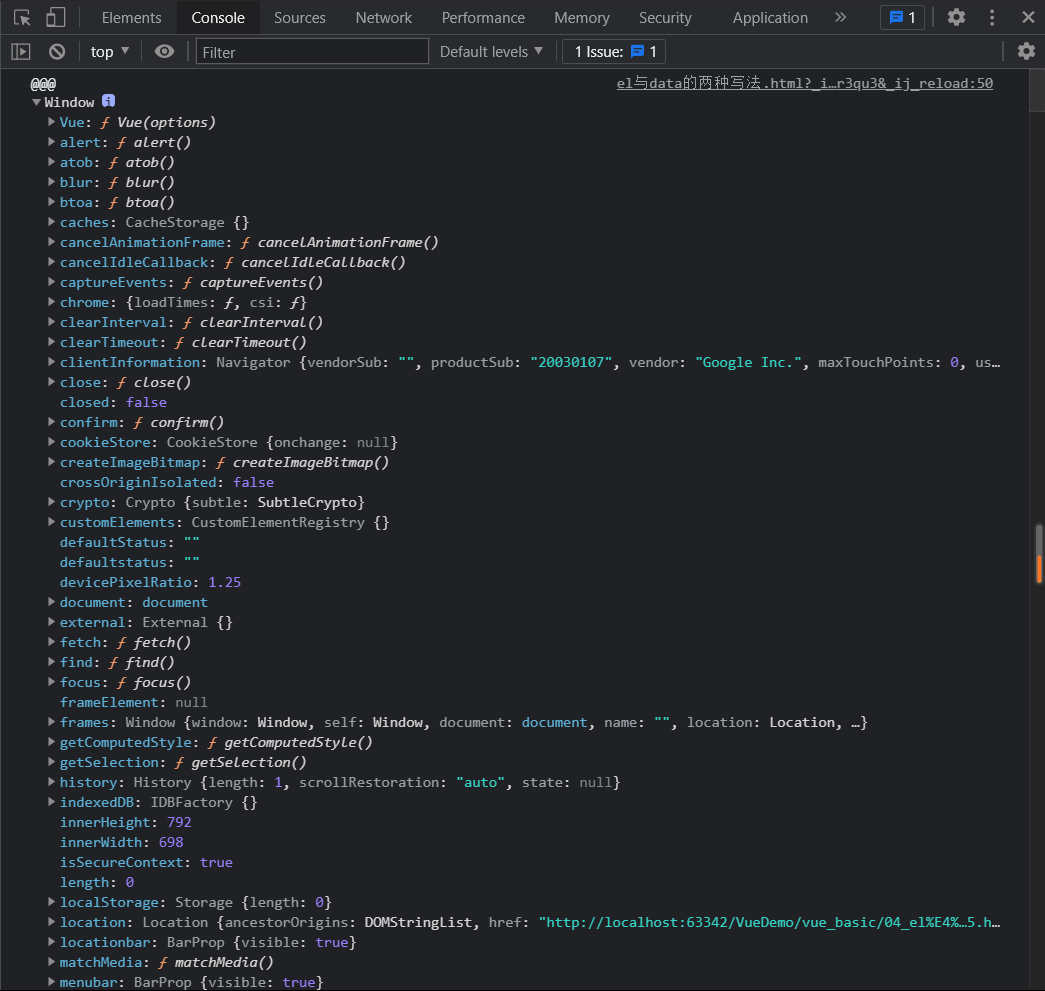 Elements Console Sources Network Performance Memory Security Application » 1
top Filter Default levels 1 Issue: 1
@@@ el与data的两种写法.html?_i…r3qu3&_ij_reload:50
Window i
Vue: ƒ Vue(options)
alert: ƒ alert()
atob: ƒ atob()
blur: ƒ blur()
btoa: ƒ btoa()
caches: CacheStorage {}
cancelAnimationFrame: ƒ cancelAnimationFrame()
cancelIdleCallback: ƒ cancelIdleCallback()
captureEvents: ƒ captureEvents()
chrome: {loadTimes: ƒ, csi: ƒ}
clearInterval: ƒ clearInterval()
clearTimeout: ƒ clearTimeout()
clientInformation: Navigator {vendorSub: "", productSub: "20030107", vendor: "Google Inc.", maxTouchPoints: 0, us…
close: ƒ close()
closed: false
confirm: ƒ confirm()
cookieStore: CookieStore {onchange: null}
createImageBitmap: ƒ createImageBitmap()
crossOriginIsolated: false
crypto: Crypto {subtle: SubtleCrypto}
customElements: CustomElementRegistry {}
defaultStatus: ""
defaultstatus: ""
devicePixelRatio: 1.25
document: document
external: External {}
fetch: ƒ fetch()
find: ƒ find()
focus: ƒ focus()
frameElement: null
frames: Window {window: Window, self: Window, document: document, name: "", location: Location, …}
getComputedStyle: ƒ getComputedStyle()
getSelection: ƒ getSelection()
history: History {length: 1, scrollRestoration: "auto", state: null}
indexedDB: IDBFactory {}
innerHeight: 792
innerWidth: 698
isSecureContext: true
length: 0
localStorage: Storage {length: 0}
location: Location {ancestorOrigins: DOMStringList, href: "http://localhost:63342/VueDemo/vue_basic/04_el%E4%…5.h…
locationbar: BarProp {visible: true}
matchMedia: ƒ matchMedia()
menubar: BarProp {visible: true}